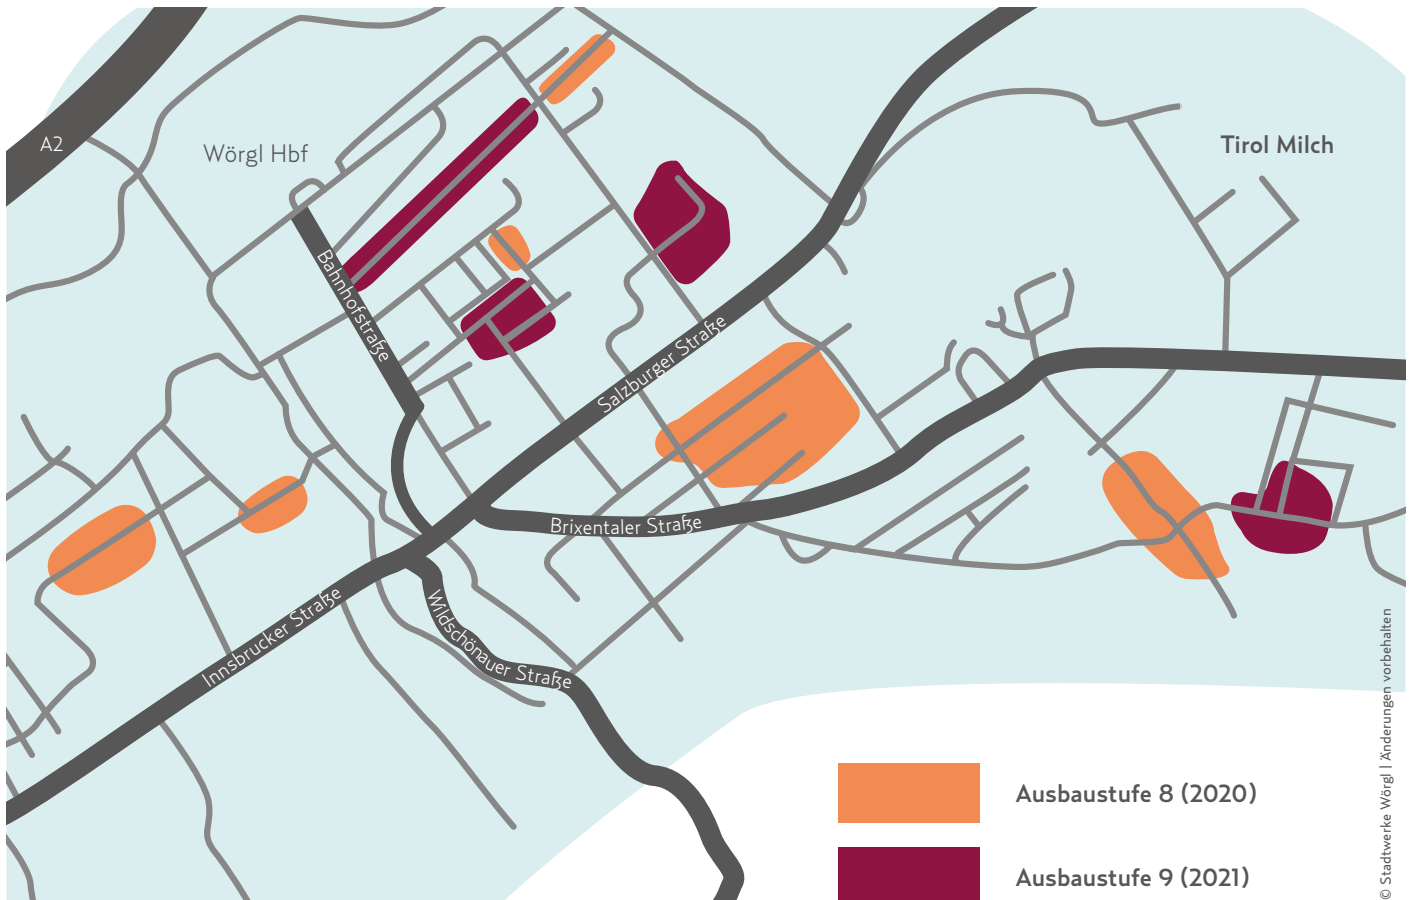 A2
Wörgl Hbf
Tirol Milch
Bahnhofstraße
Salzburger Straße
Brixentaler Straße
Innsbrucker Straße
Wildschönauer Straße
Ausbaustufe 8 (2020)
Ausbaustufe 9 (2021)
© Stadtwerke Wörgl | Änderungen vorbehalten